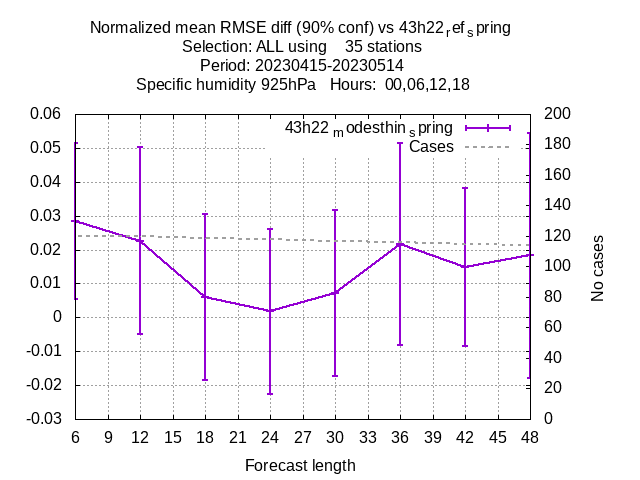 Normalized mean RMSE diff (90% conf) vs 43h22refspring
Selection: ALL using 35 stations
Period: 20230415-20230514
Specific humidity 925hPa Hours: 00,06,12,18
43h22modesthinspring
Cases
0.06
0.05
0.04
0.03
0.02
0.01
0
-0.01
-0.02
-0.03
200
180
160
140
120
100
80
60
40
20
0
No cases
6 9 12 15 18 21 24 27 30 33 36 39 42 45 48
Forecast length